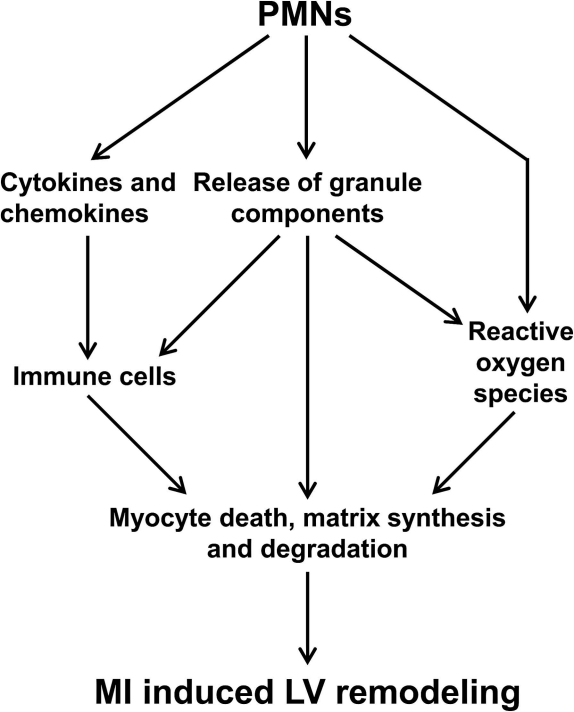 PMNs
Cytokines and
chemokines
Release of granule
components
Reactive
oxygen
species
Immune cells
Myocyte death, matrix synthesis
and degradation
MI induced LV remodeling